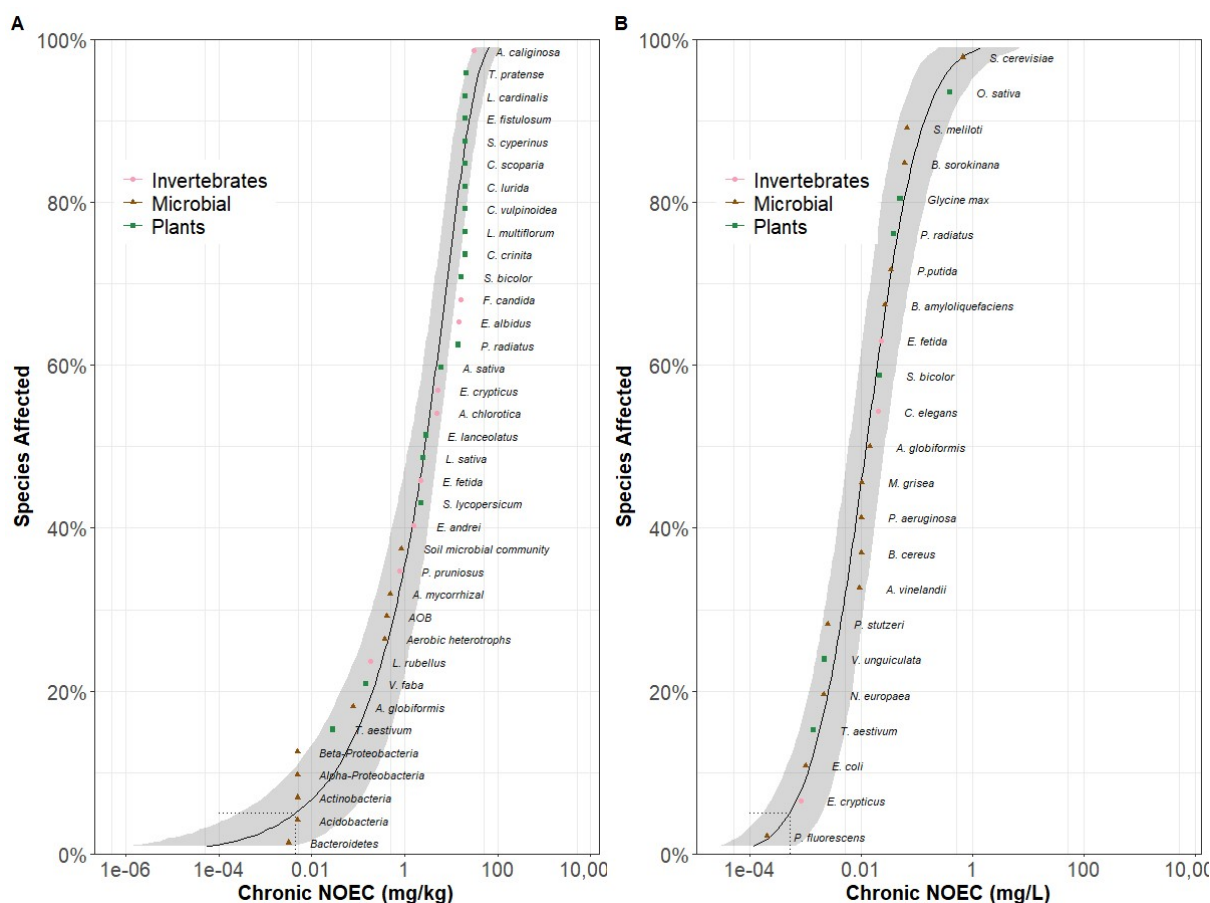 A
Species Affected
100%
80%
60%
40%
20%
0%
Invertebrates
Microbial
Plants
A. caliginosa
T. pratense
L. cardinalis
E. fistulosum
S. cyperinus
C. scoparia
C. lurida
C. vulpinoidea
L. multiflorum
C. crinita
S. bicolor
F. candida
E. albidus
P. radiatus
A. sativa
E. crypticus
A. chlorotica
E. lanceolatus
L. sativa
E. fetida
S. lycopersicum
E. andrei
Soil microbial community
P. pruniosus
A. mycorrhizal
AOB
Aerobic heterotrophs
L. rubellus
V. faba
A. globiformis
T. aestivum
Beta-Proteobacteria
Alpha-Proteobacteria
Actinobacteria
Acidobacteria
Bacteroidetes
1e-06 1e-04 0.01 1 10,00
Chronic NOEC (mg/kg)
B
Species Affected
100%
80%
60%
40%
20%
0%
Invertebrates
Microbial
Plants
S. cerevisiae
O. sativa
S. meliloti
B. sorokinana
Glycine max
P. radiatus
P.putida
B. amyloliquefaciens
E. fetida
S. bicolor
C. elegans
A. globiformis
M. grisea
P. aeruginosa
B. cereus
A. vinelandii
P. stutzeri
V. unguiculata
N. europaea
T. aestivum
E. coli
E. crypticus
P. fluorescens
1e-04 0.01 1 10,00
Chronic NOEC (mg/L)